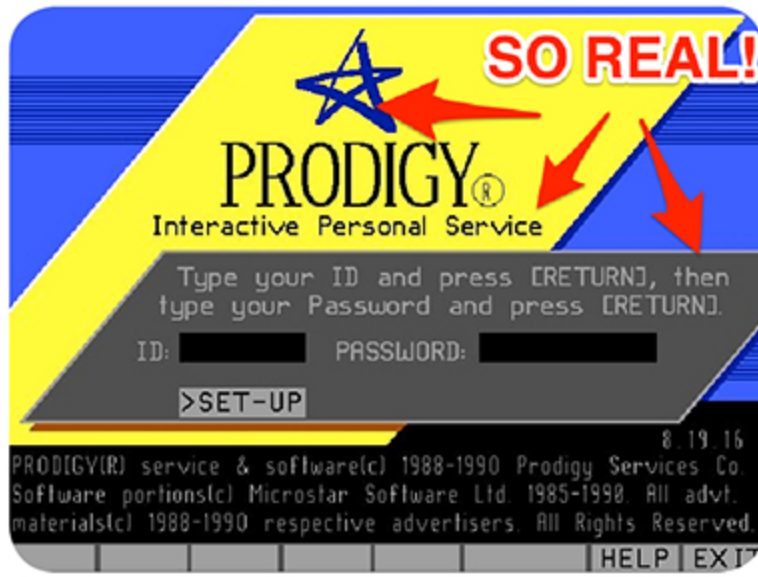 SO REAL!
PRODIGY®
Interactive Personal Service
Type your ID and press [RETURN], then
type your Password and press [RETURN].
ID: PASSWORD:
>SET-UP
8.19.16
PRODIGY(R) service & software(c) 1988-1990 Prodigy Services Co.
Software portions(c) Microstar Software Ltd. 1985-1990. All advt.
materials(c) 1988-1990 respective advertisers. All Rights Reserved.
HELP EXIT